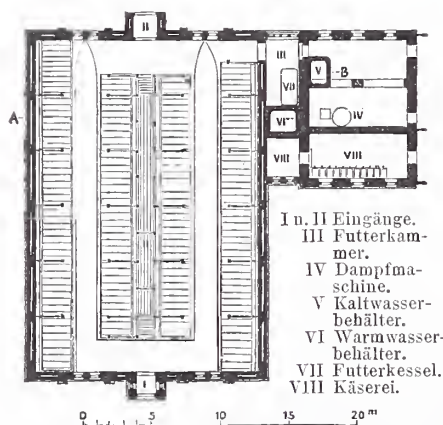 II
III
V
B
VII
A
VI
IV
VIII
VIII
I n. II Eingänge.
III Futterkam-
mer.
IV Dampfma-
schine.
V Kaltwasser-
behälter.
VI Warmwasser-
behälter.
VII Futterkessel.
VIII Käserei.
I
0 5 10 15 20 m